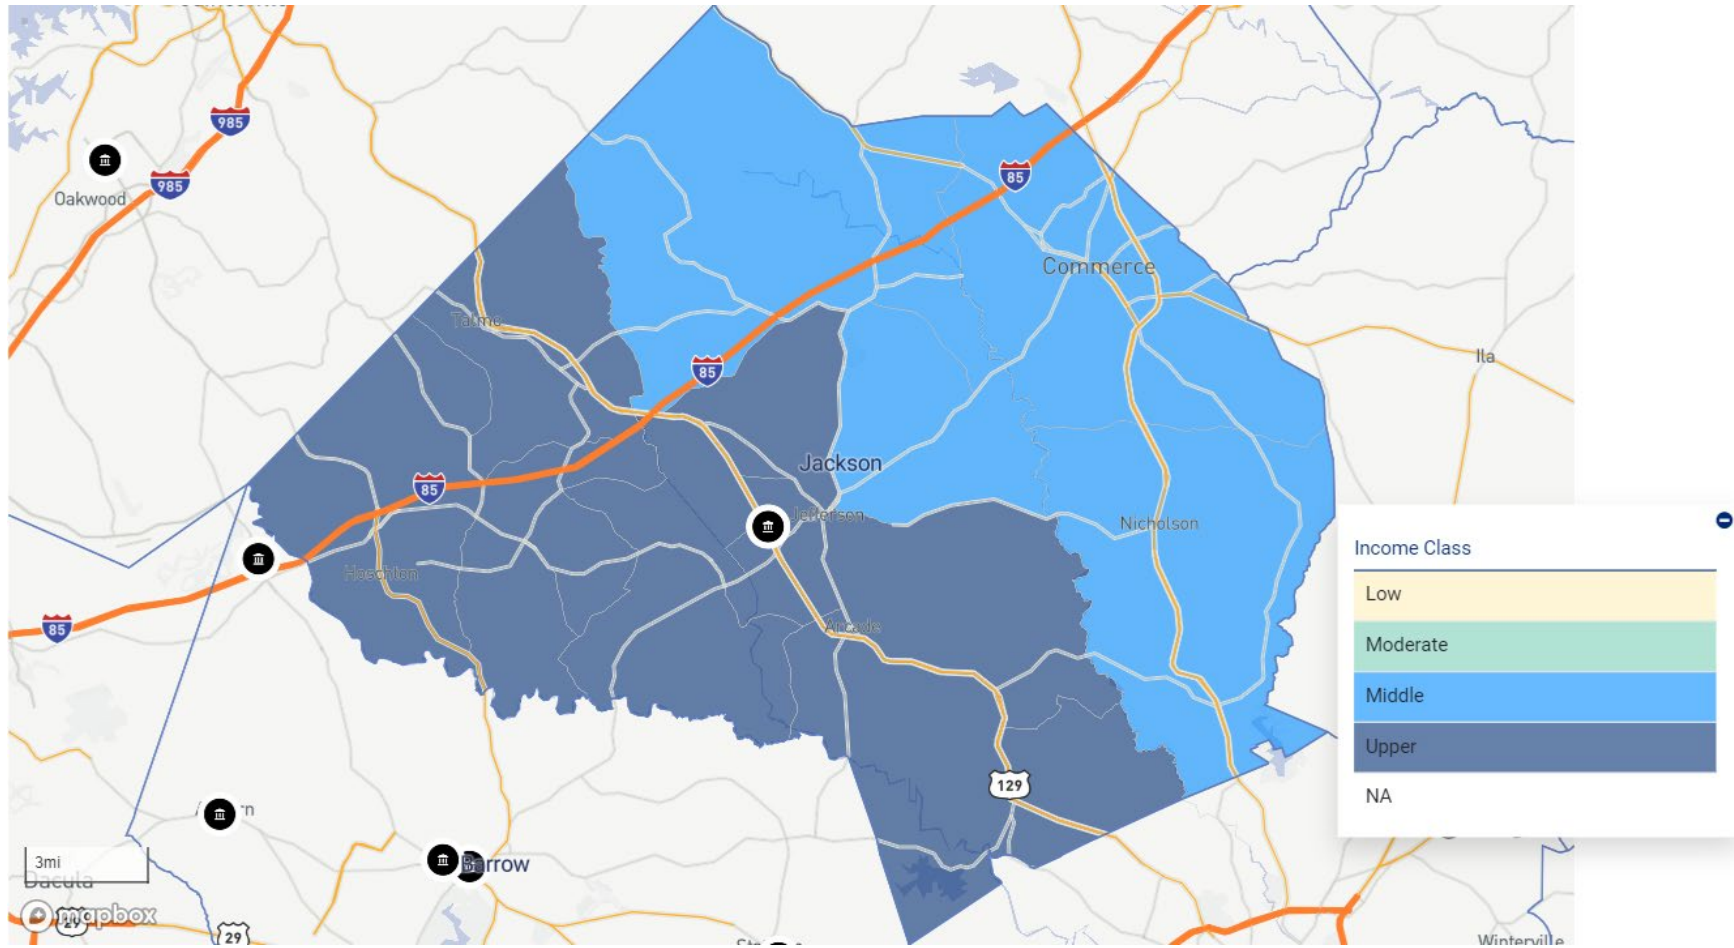 985
985
Oakwood
85
Commerce
Talmo
Ila
85
Jackson
85
Jefferson
Nicholson
Hoschton
85
Arcade
129
Barrow
3mi
Dacula
mapbox
29
29
Winterville
Income Class
Low
Moderate
Middle
Upper
NA